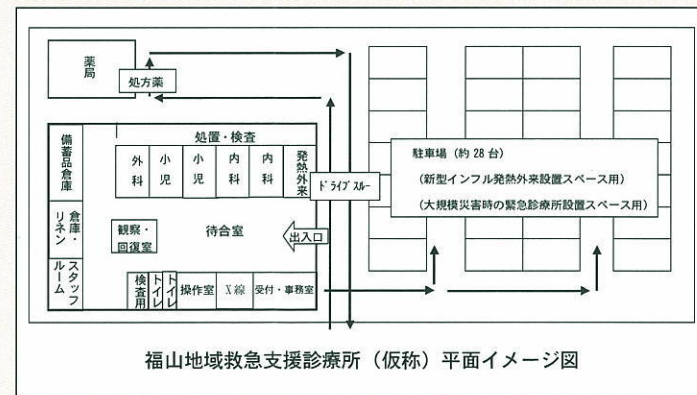 薬局
処方薬
備蓄品倉庫
処置・検査
外科
小児
小児
内科
内科
発熱外来
ドライブスルー
駐車場（約28台）
（新型インフル発熱外来設置スペース用）
（大規模災害時の緊急診療所設置スペース用）
倉庫・リネン
観察・回復室
待合室
出入口
スタッフルーム
検査用
トイレ
トイレ
操作室
X線
受付・事務室
福山地域救急支援診療所（仮称）平面イメージ図